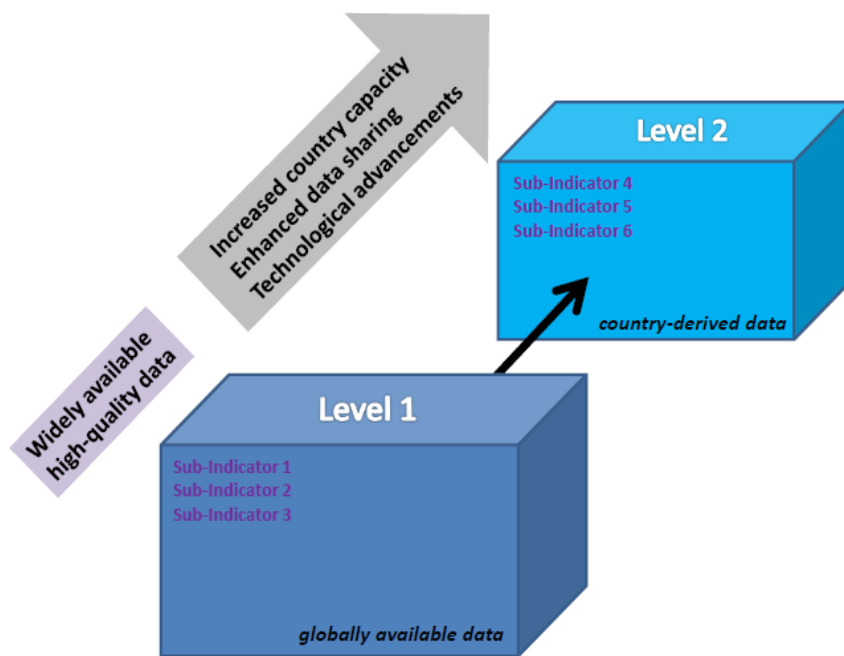 Increased country capacity
Enhanced data sharing
Technological advancements
Widely available
high-quality data
Level 2
Sub-Indicator 4
Sub-Indicator 5
Sub-Indicator 6
country-derived data
Level 1
Sub-Indicator 1
Sub-Indicator 2
Sub-Indicator 3
globally available data